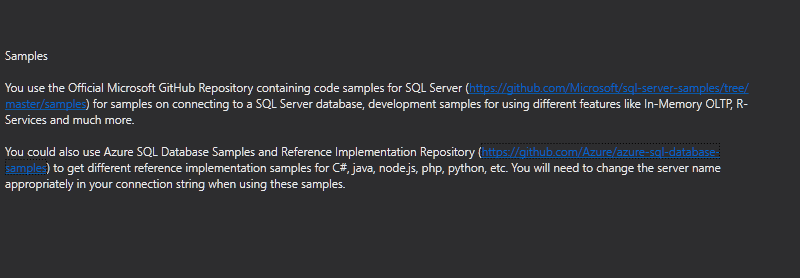 Samples
You use the Official Microsoft GitHub Repository containing code samples for SQL Server (https://github.com/Microsoft/sql-server-samples/tree/
master/samples) for samples on connecting to a SQL Server database, development samples for using different features like In-Memory OLTP, R-
Services and much more.
You could also use Azure SQL Database Samples and Reference Implementation Repository (https://github.com/Azure/azure-sql-database-
samples) to get different reference implementation samples for C#, java, node.js, php, python, etc. You will need to change the server name
appropriately in your connection string when using these samples.